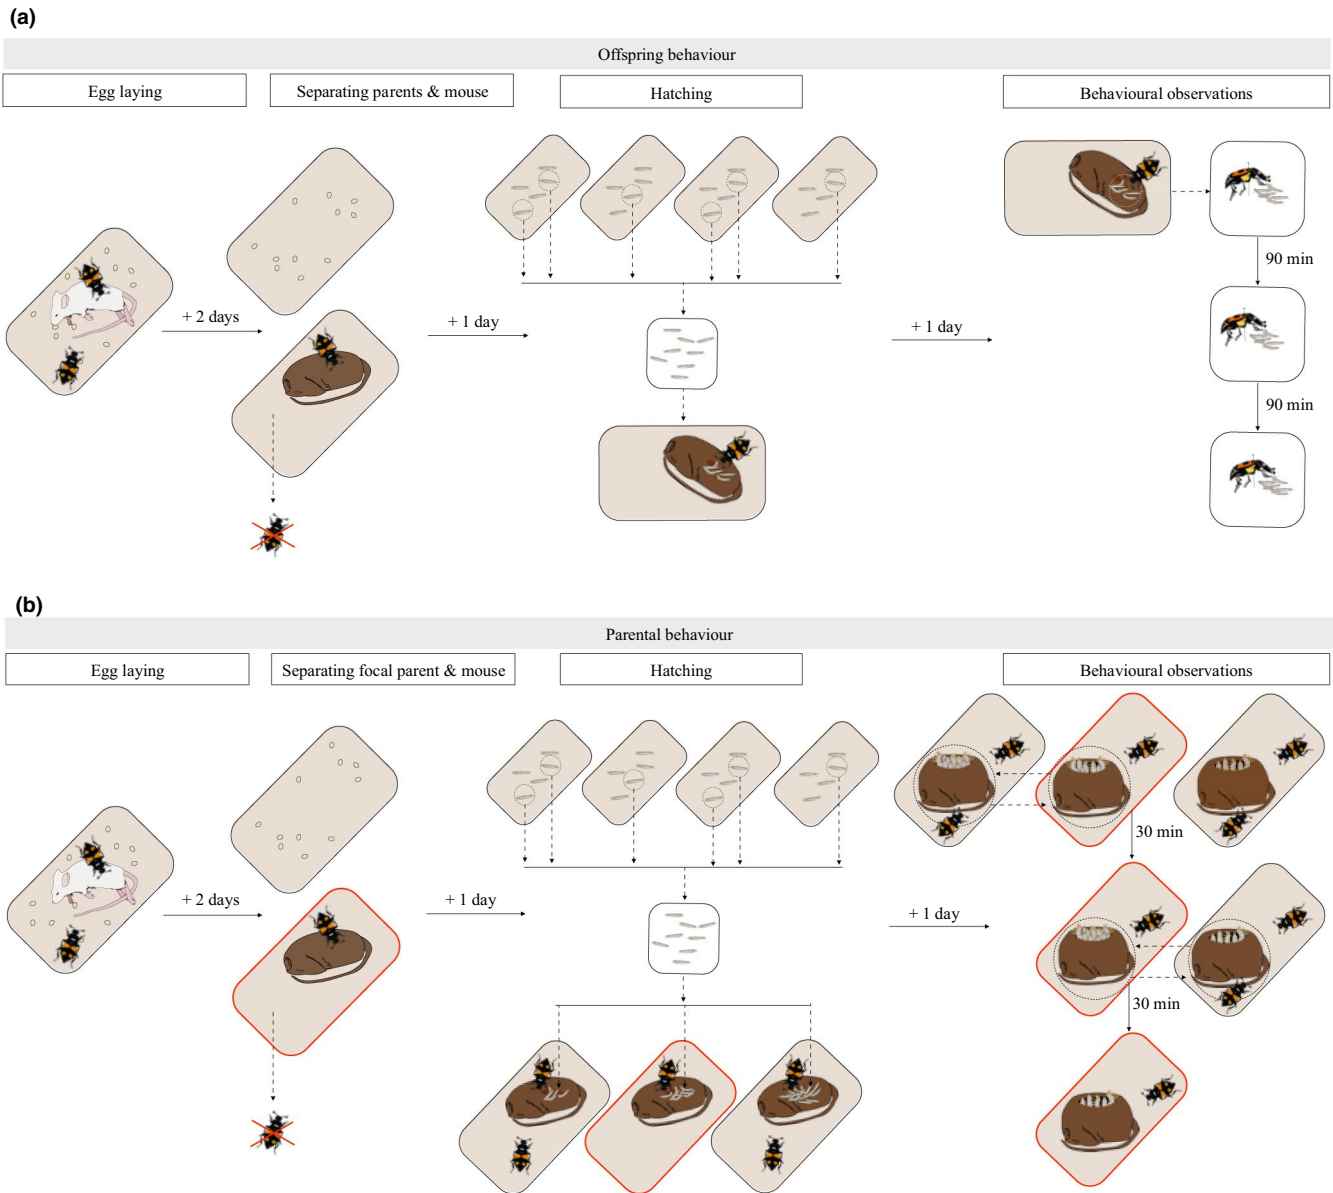 (a)
Offspring behaviour
Egg laying
Separating parents & mouse
Hatching
Behavioural observations
+ 2 days
+ 1 day
+ 1 day
90 min
90 min
(b)
Parental behaviour
Egg laying
Separating focal parent & mouse
Hatching
Behavioural observations
+ 2 days
+ 1 day
+ 1 day
30 min
30 min